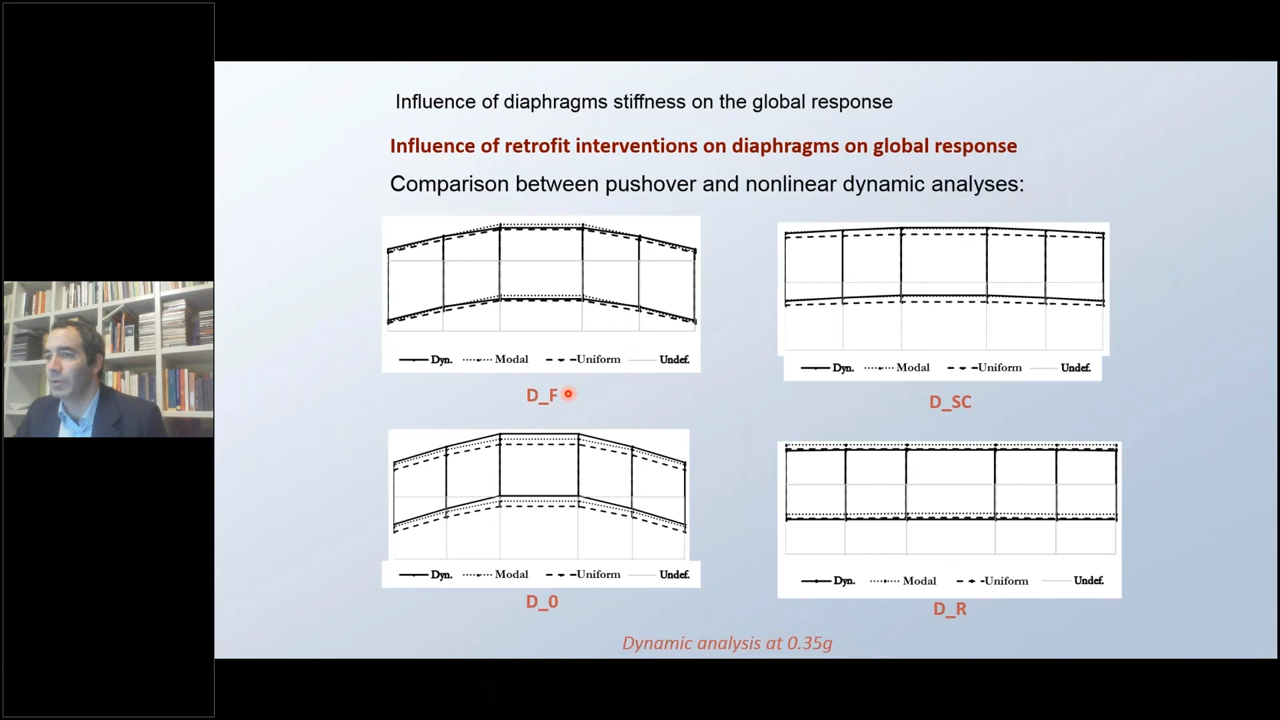 Influence of diaphragms stiffness on the global response
Influence of retrofit interventions on diaphragms on global response
Comparison between pushover and nonlinear dynamic analyses:
Dyn. Modal Uniform Undef.
D_F
Dyn. Modal Uniform Undef.
D_SC
Dyn. Modal Uniform Undef.
D_0
Dyn. Modal Uniform Undef.
D_R
Dynamic analysis at 0.35g